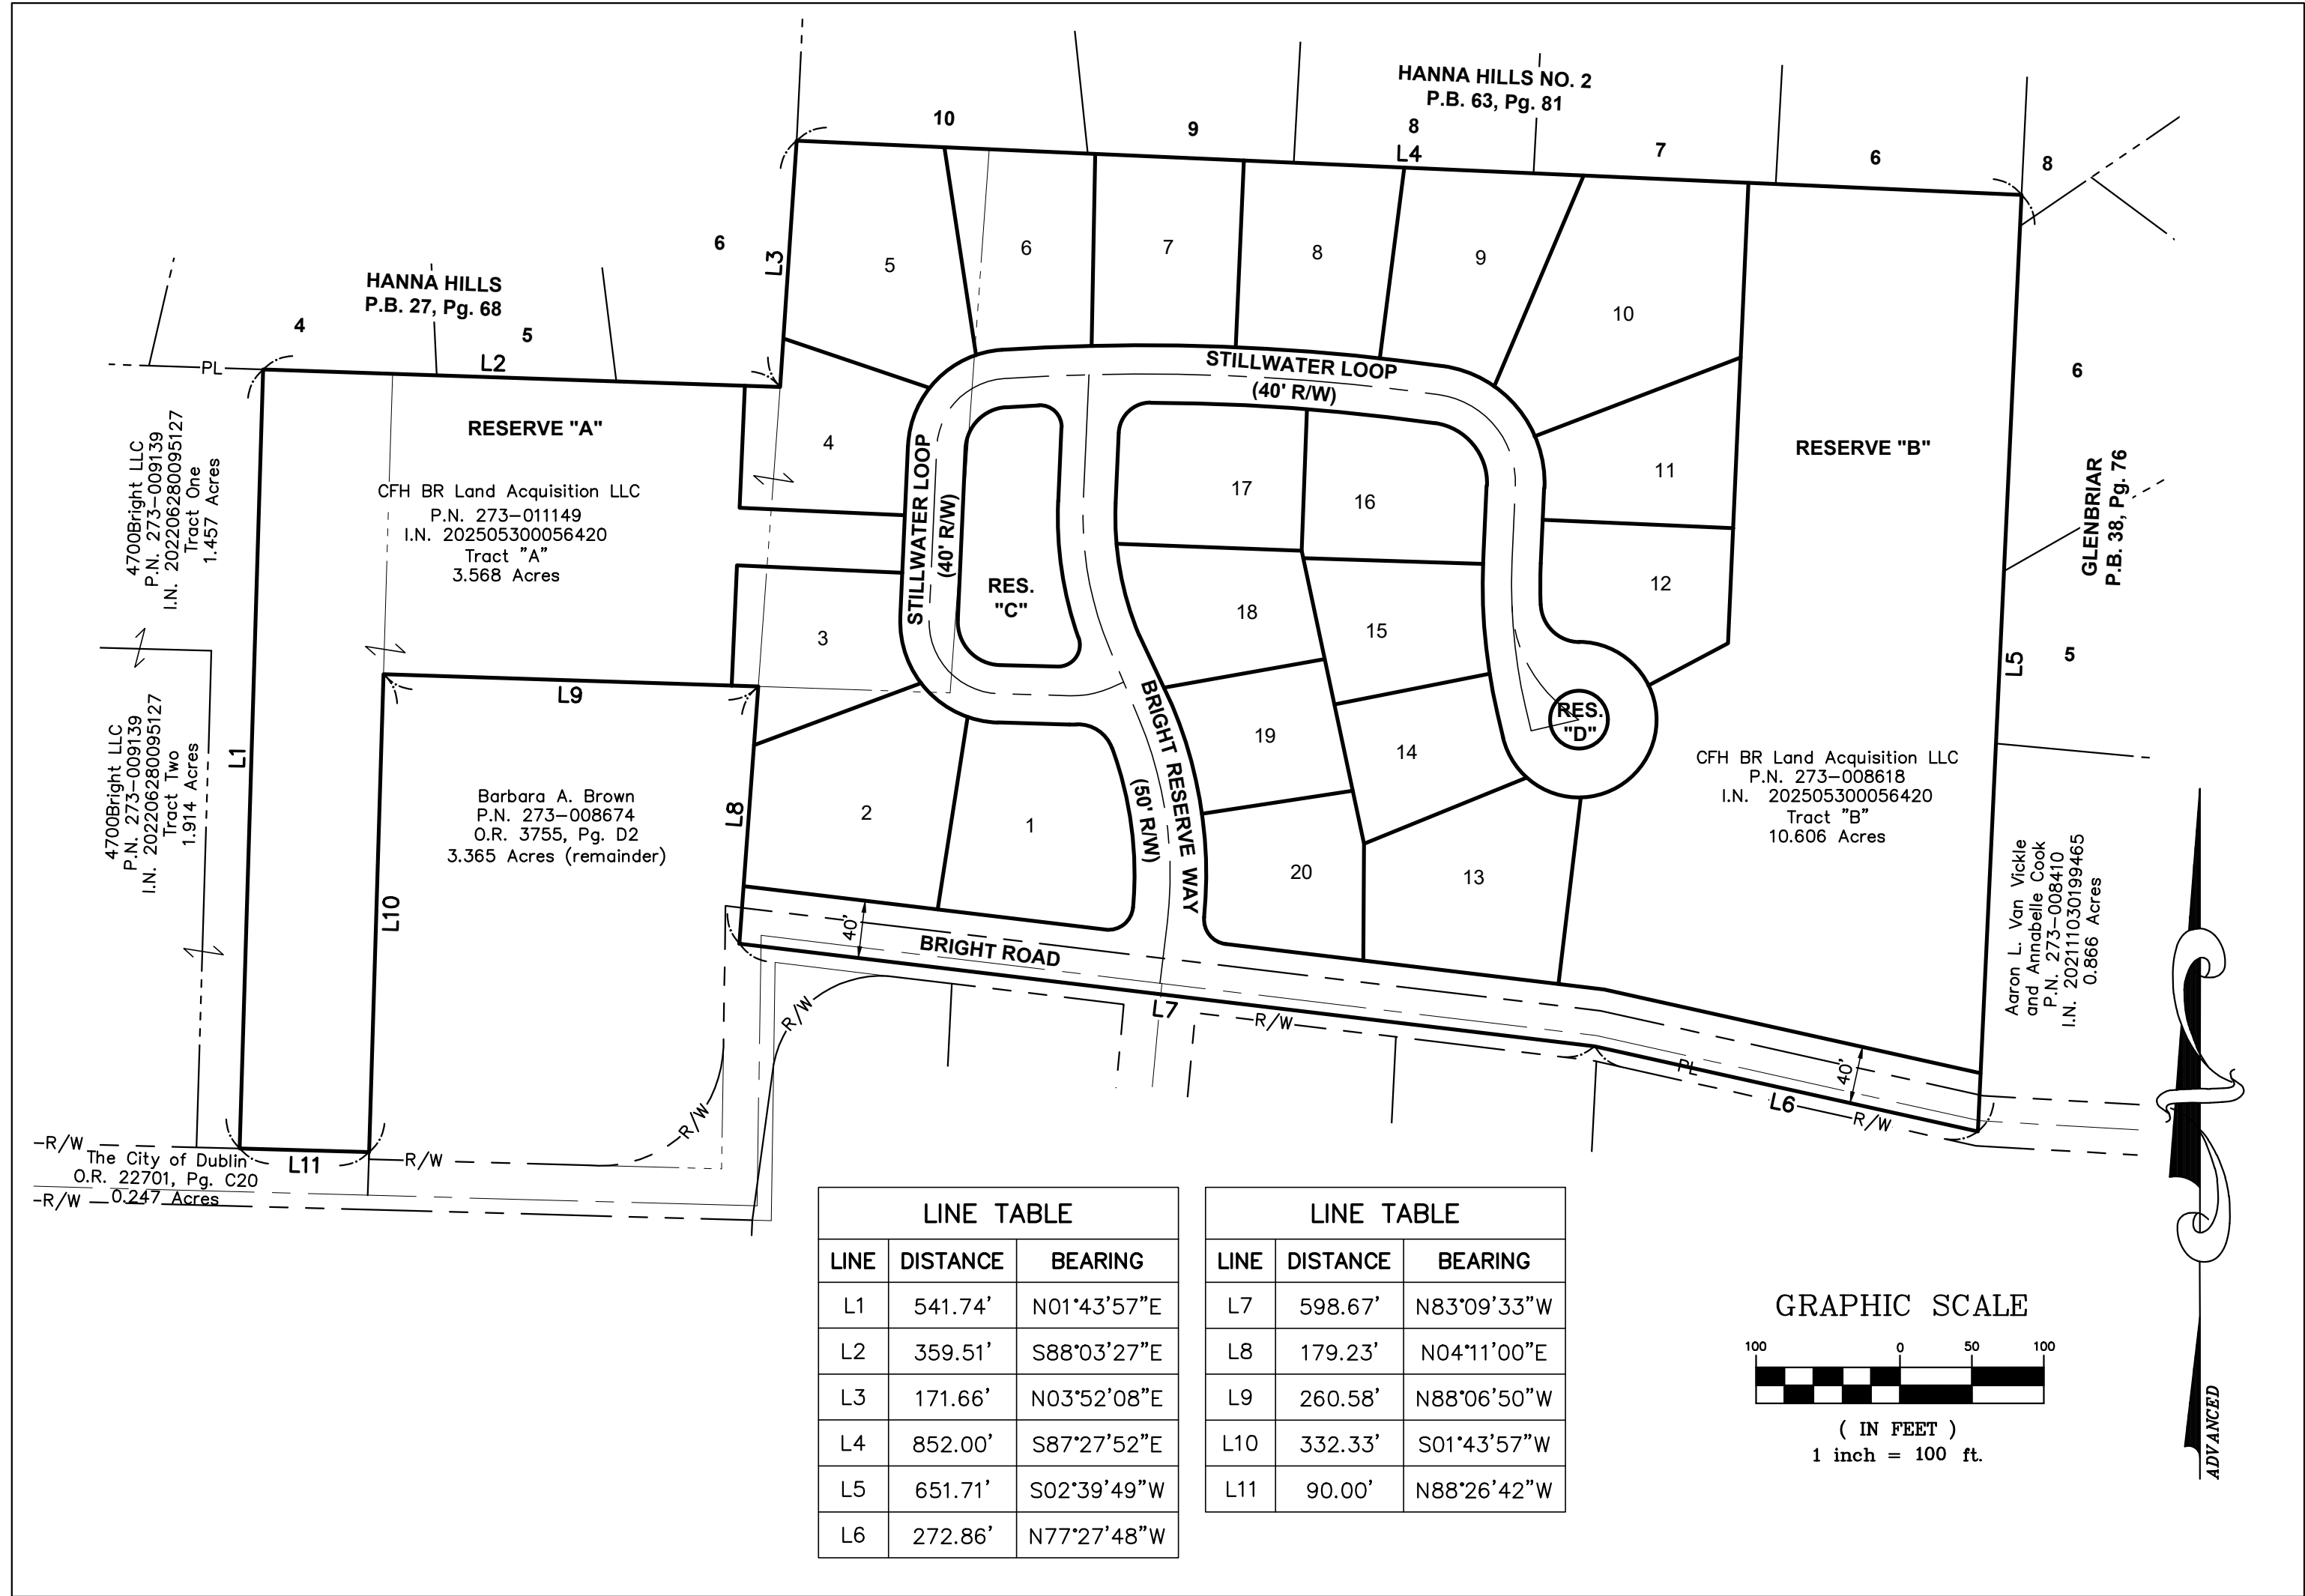 HANNA HILLS NO. 2
P.B. 63, Pg. 81
10
9
8
L4
7
6
8
6
L3
HANNA HILLS
P.B. 27, Pg. 68
4
5
L2
PL
5
6
7
8
9
10
STILLWATER LOOP
(40' R/W)
RESERVE "A"
CFH BR Land Acquisition LLC
P.N. 273-011149
I.N. 202505300056420
Tract "A"
3.568 Acres
4
STILLWATER LOOP
(40' R/W)
RES.
"C"
17
16
11
RESERVE "B"
6
GLENBRIAR
P.B. 38, Pg. 76
4700Bright LLC
P.N. 273-009139
I.N. 202206280095127
Tract One
1.457 Acres
3
18
15
12
5
L5
4700Bright LLC
P.N. 273-009139
I.N. 202206280095127
Tract Two
1.914 Acres
L1
L9
L8
L10
Barbara A. Brown
P.N. 273-008674
O.R. 3755, Pg. D2
3.365 Acres (remainder)
2
1
BRIGHT RESERVE WAY
(50' R/W)
19
14
RES.
"D"
20
13
CFH BR Land Acquisition LLC
P.N. 273-008618
I.N. 202505300056420
Tract "B"
10.606 Acres
Aaron L. Van Vickle
and Annabelle Cook
P.N. 273-008410
I.N. 202111030199465
0.866 Acres
40'
BRIGHT ROAD
L7
R/W
R/W
R/W
PL
40'
L6
R/W
R/W
The City of Dublin
O.R. 22701, Pg. C20
0.247 Acres
R/W
L11
R/W
LINE TABLE
LINE DISTANCE BEARING
L1 541.74' N01°43'57"E
L2 359.51' S88°03'27"E
L3 171.66' N03°52'08"E
L4 852.00' S87°27'52"E
L5 651.71' S02°39'49"W
L6 272.86' N77°27'48"W
LINE TABLE
LINE DISTANCE BEARING
L7 598.67' N83°09'33"W
L8 179.23' N04°11'00"E
L9 260.58' N88°06'50"W
L10 332.33' S01°43'57"W
L11 90.00' N88°26'42"W
GRAPHIC SCALE
100 0 50 100
( IN FEET )
1 inch = 100 ft.
ADVANCED